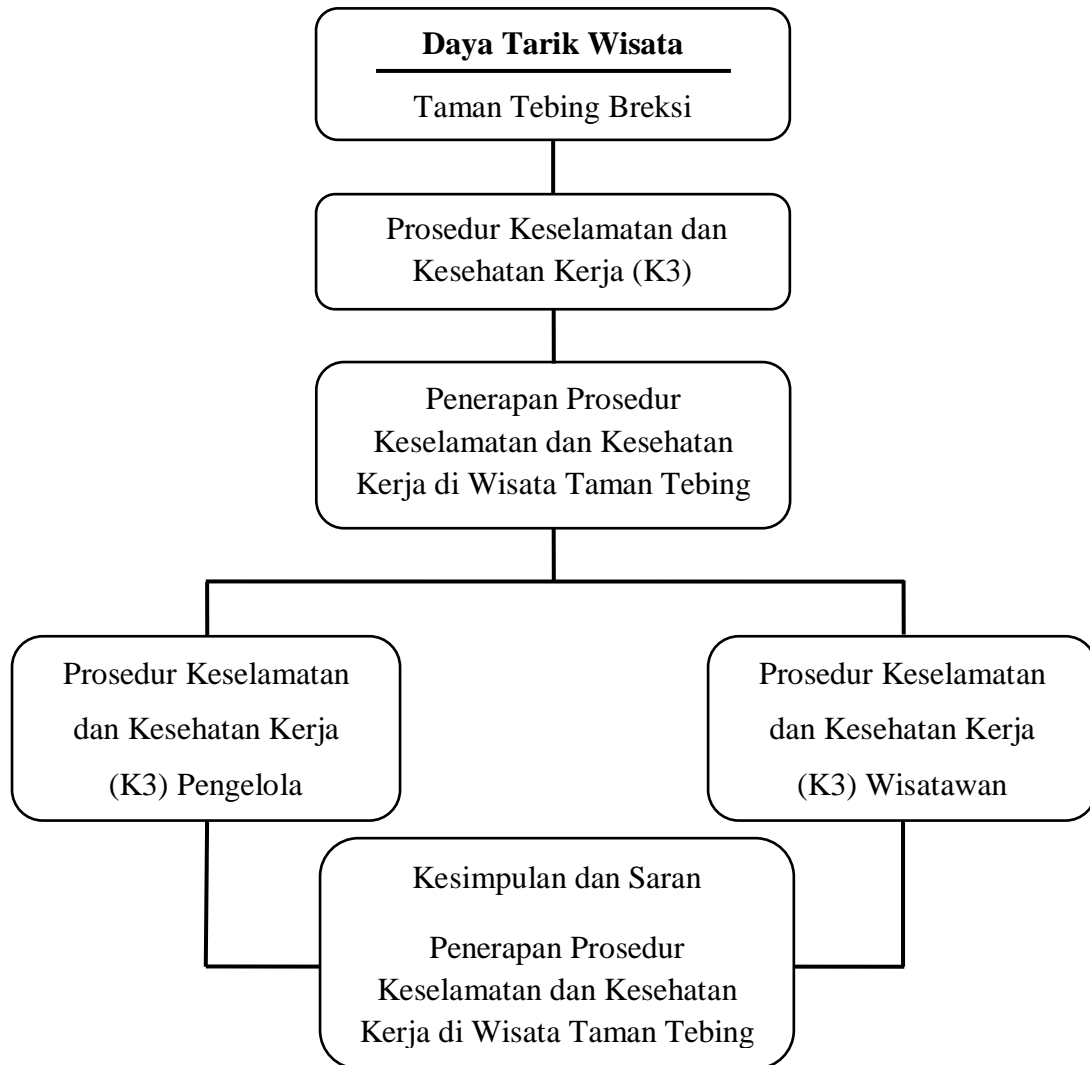 Daya Tarik Wisata
Taman Tebing Breksi
Prosedur Keselamatan dan
Kesehatan Kerja (K3)
Penerapan Prosedur
Keselamatan dan Kesehatan
Kerja di Wisata Taman Tebing
Prosedur Keselamatan
dan Kesehatan Kerja
(K3) Pengelola
Prosedur Keselamatan
dan Kesehatan Kerja
(K3) Wisatawan
Kesimpulan dan Saran
Penerapan Prosedur
Keselamatan dan Kesehatan
Kerja di Wisata Taman Tebing